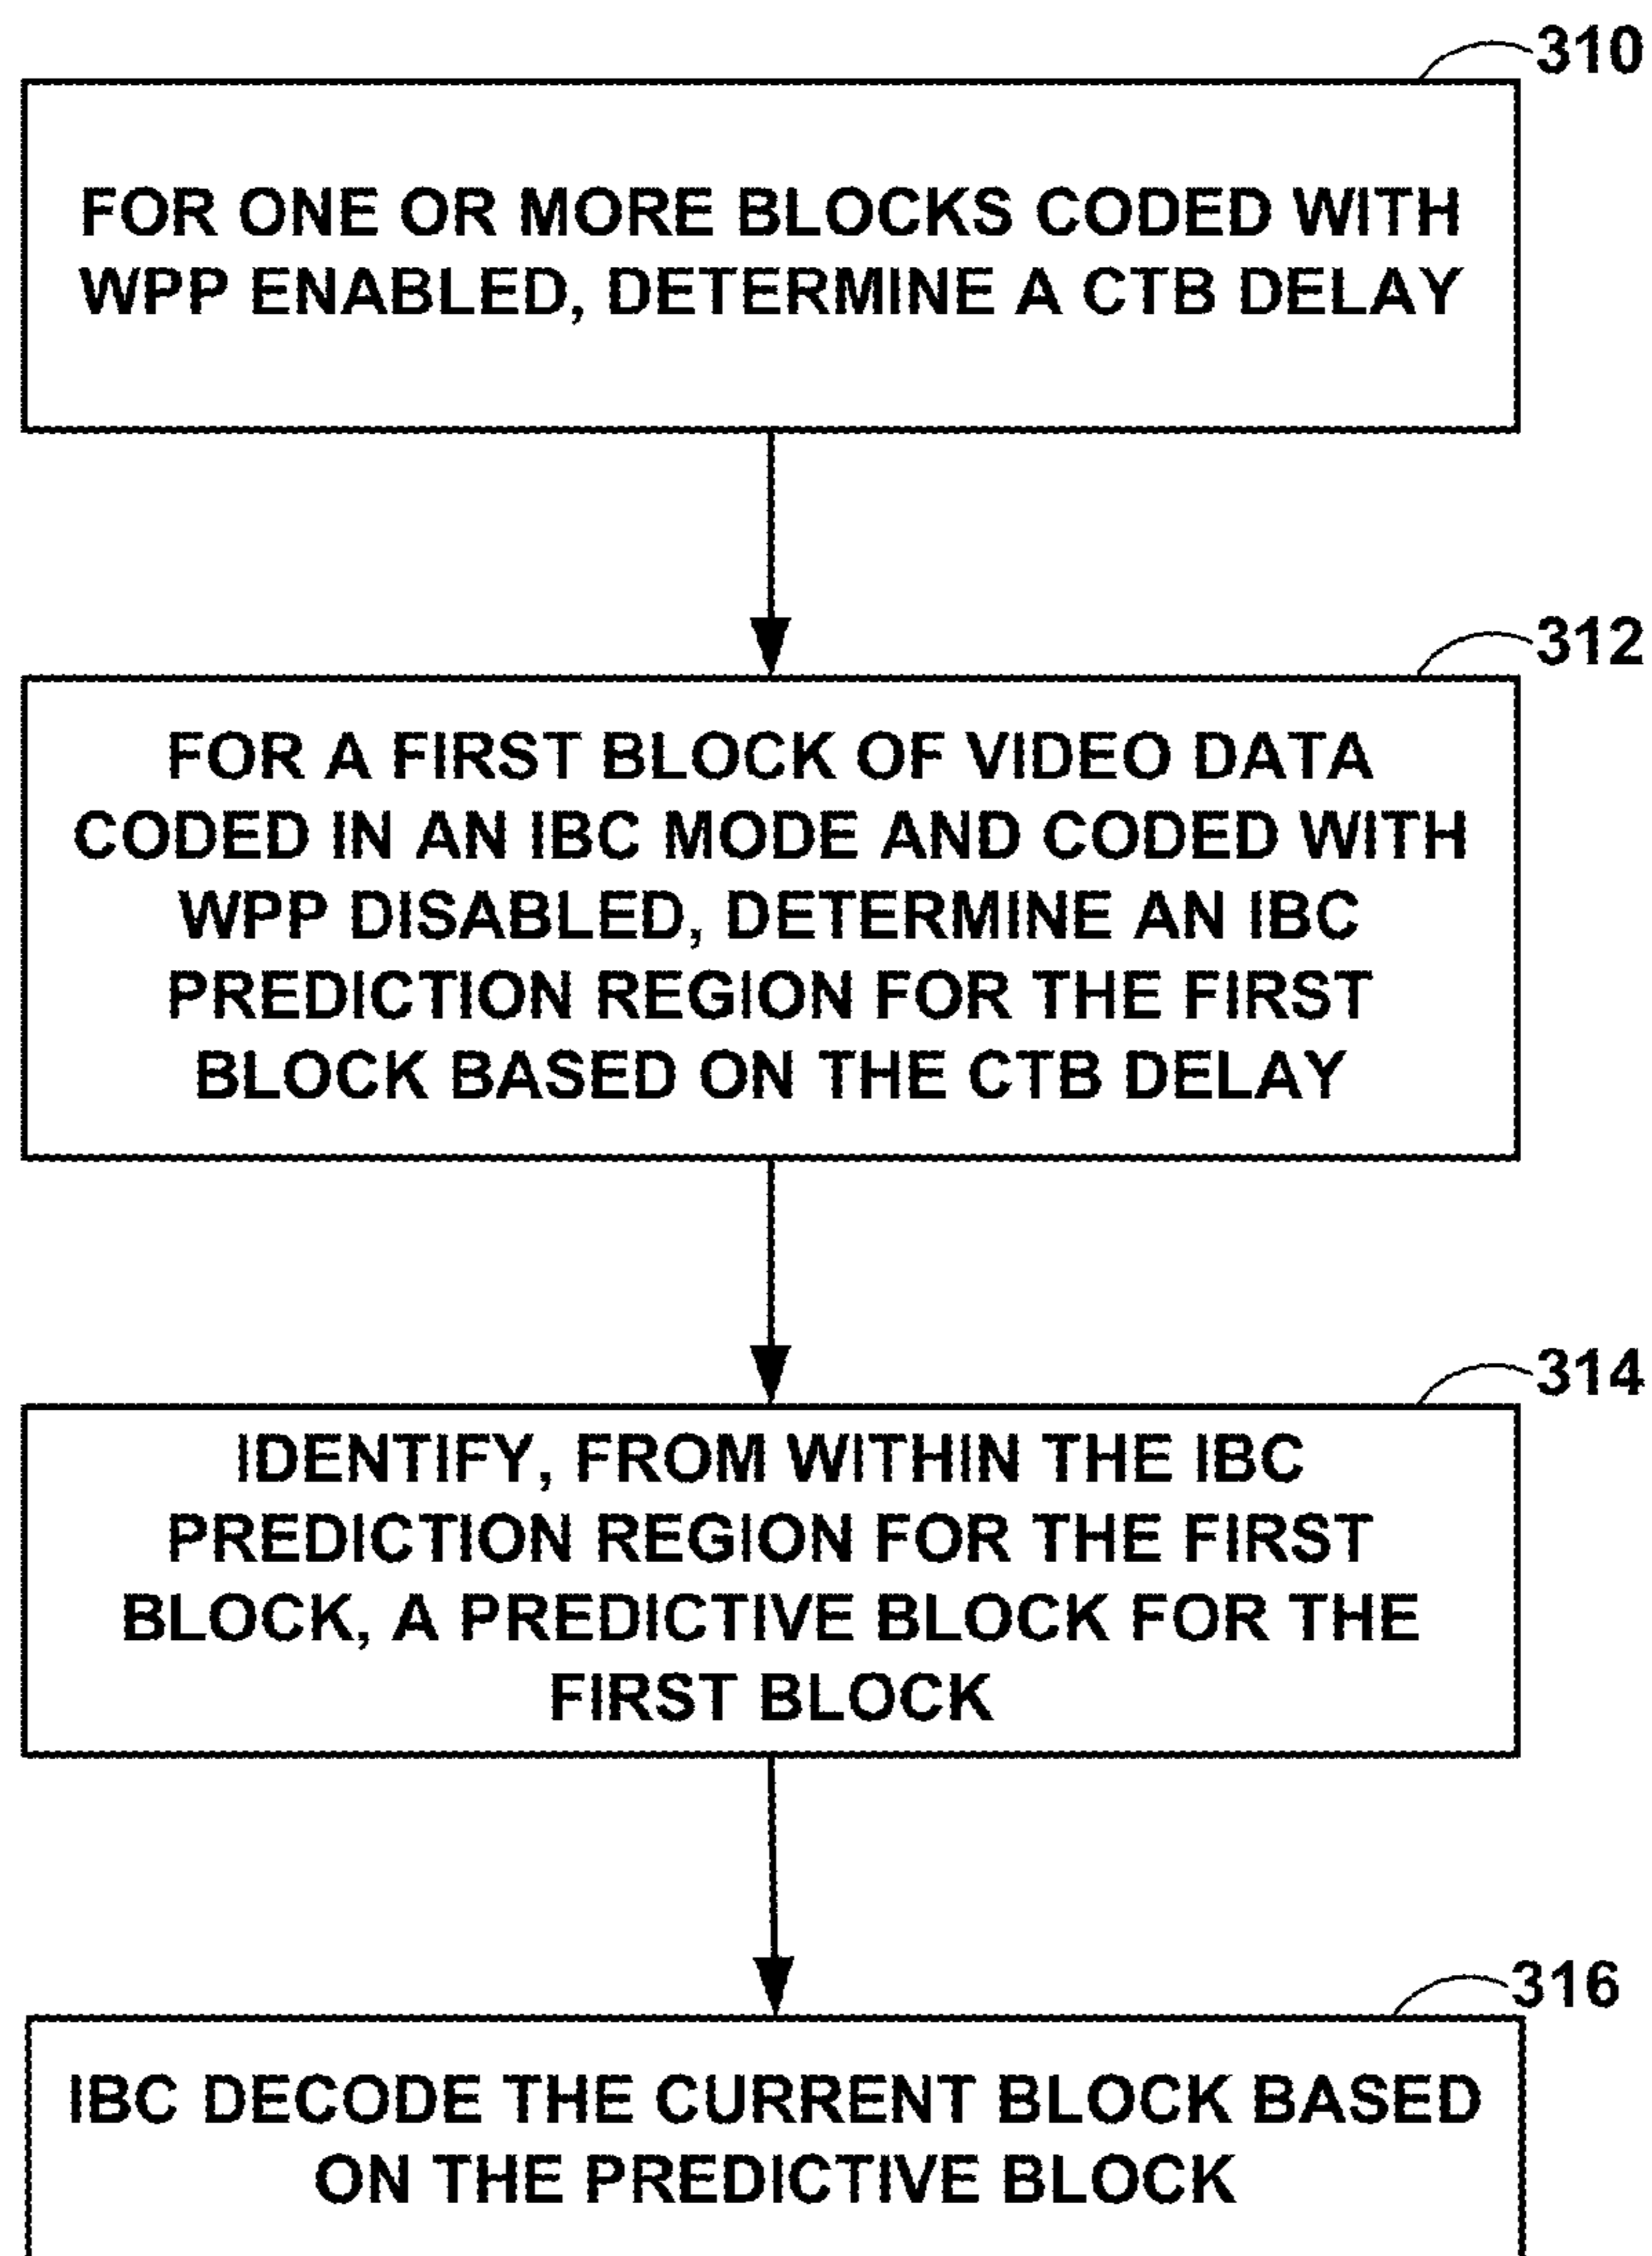 310
FOR ONE OR MORE BLOCKS CODED WITH
WPP ENABLED, DETERMINE A CTB DELAY
312
FOR A FIRST BLOCK OF VIDEO DATA
CODED IN AN IBC MODE AND CODED WITH
WPP DISABLED, DETERMINE AN IBC
PREDICTION REGION FOR THE FIRST
BLOCK BASED ON THE CTB DELAY
314
IDENTIFY, FROM WITHIN THE IBC
PREDICTION REGION FOR THE FIRST
BLOCK, A PREDICTIVE BLOCK FOR THE
FIRST BLOCK
316
IBC DECODE THE CURRENT BLOCK BASED
ON THE PREDICTIVE BLOCK